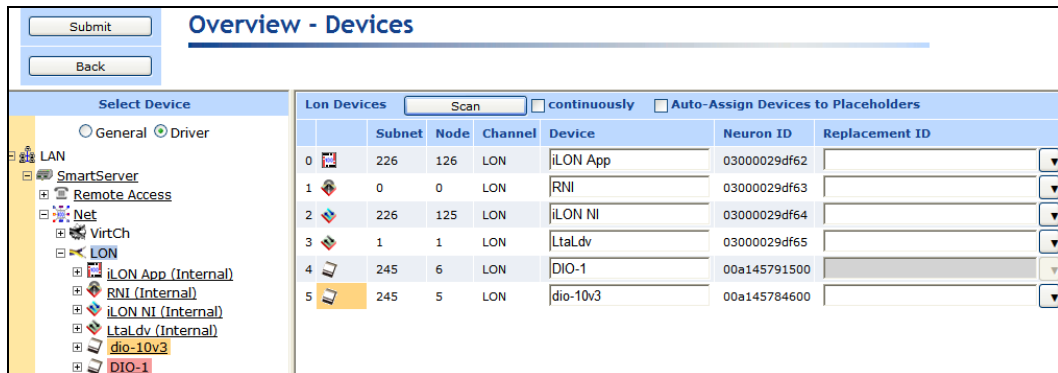 Submit
Overview - Devices
Back
Select Device
Lon Devices Scan continuously Auto-Assign Devices to Placeholders
General Driver
Subnet Node Channel Device Neuron ID Replacement ID
LAN
SmartServer
Remote Access
Net
VirtCh
LON
iLON App (Internal)
RNI (Internal)
iLON NI (Internal)
LtaLdv (Internal)
dio-10v3
DIO-1
0 226 126 LON iLON App 03000029df62
1 0 0 LON RNI 03000029df63
2 226 125 LON iLON NI 03000029df64
3 1 1 LON LtaLdv 03000029df65
4 245 6 LON DIO-1 00a145791500
5 245 5 LON dio-10v3 00a145784600